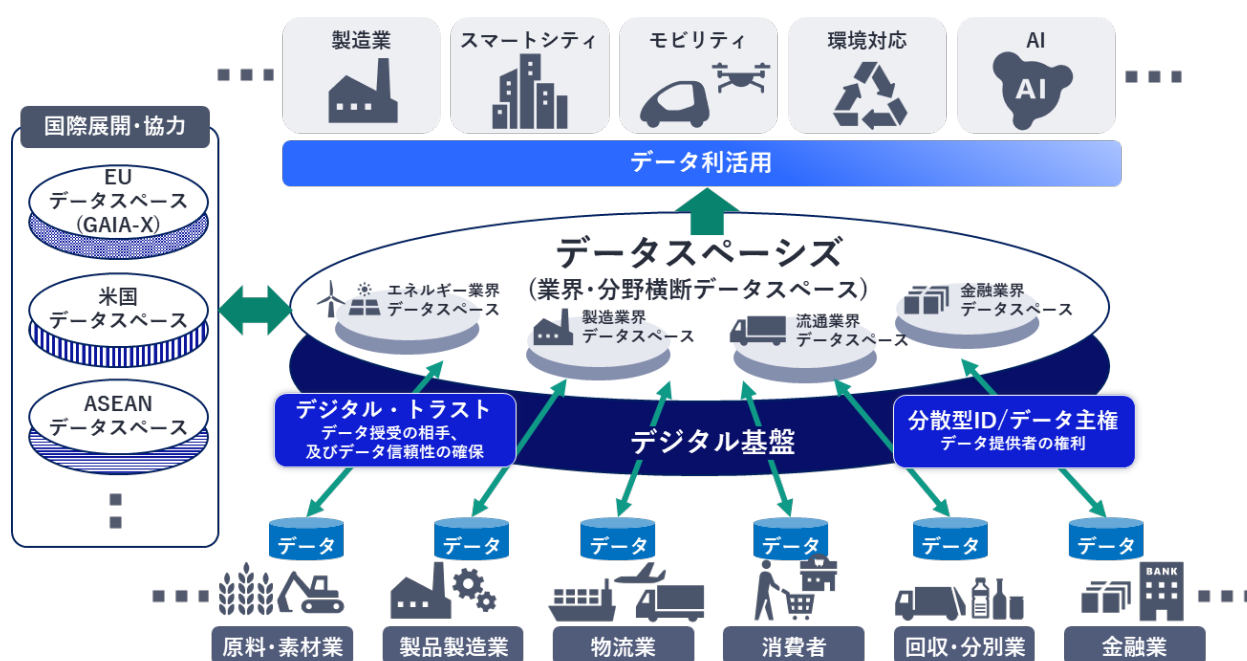 製造業
スマートシティ
モビリティ
環境対応
AI
AI
データ利活用
国際展開・協力
EU
データスペース
(GAIA-X)
米国
データスペース
ASEAN
データスペース
データスペーシズ
(業界・分野横断データスペース)
エネルギー業界
データスペース
製造業界
データスペース
流通業界
データスペース
金融業界
データスペース
デジタル・トラスト
データ授受の相手、
及びデータ信頼性の確保
デジタル基盤
分散型ID/データ主権
データ提供者の権利
データ
データ
データ
データ
データ
データ
BANK
原料・素材業
製品製造業
物流業
消費者
回収・分別業
金融業